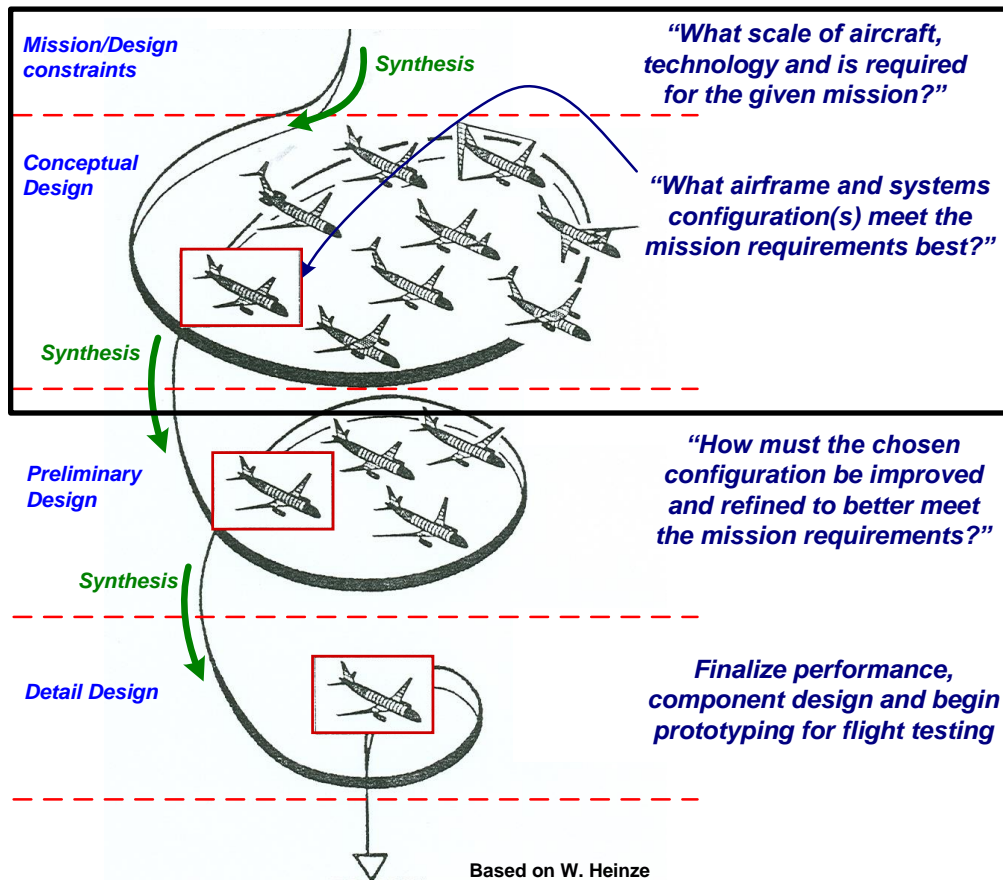 Mission/Design
constraints
Synthesis
“What scale of aircraft,
technology and is required
for the given mission?”
Conceptual
Design
“What airframe and systems
configuration(s) meet the
mission requirements best?”
Synthesis
Preliminary
Design
“How must the chosen
configuration be improved
and refined to better meet
the mission requirements?”
Synthesis
Detail Design
Finalize performance,
component design and begin
prototyping for flight testing
Based on W. Heinze